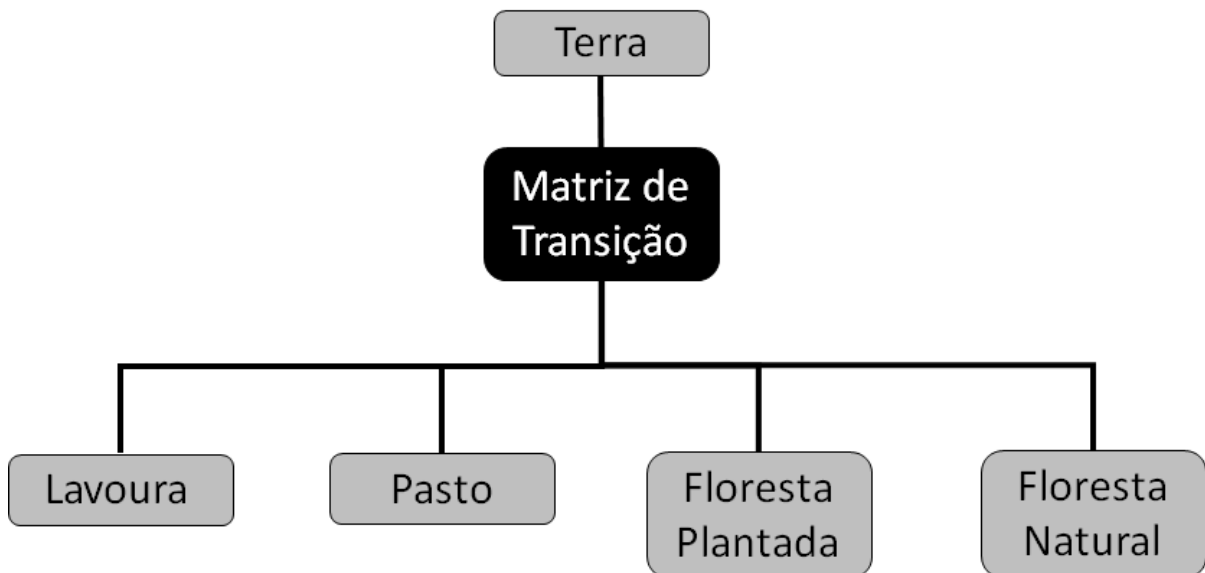 Terra
Matriz de
Transição
Lavoura
Pasto
Floresta
Plantada
Floresta
Natural